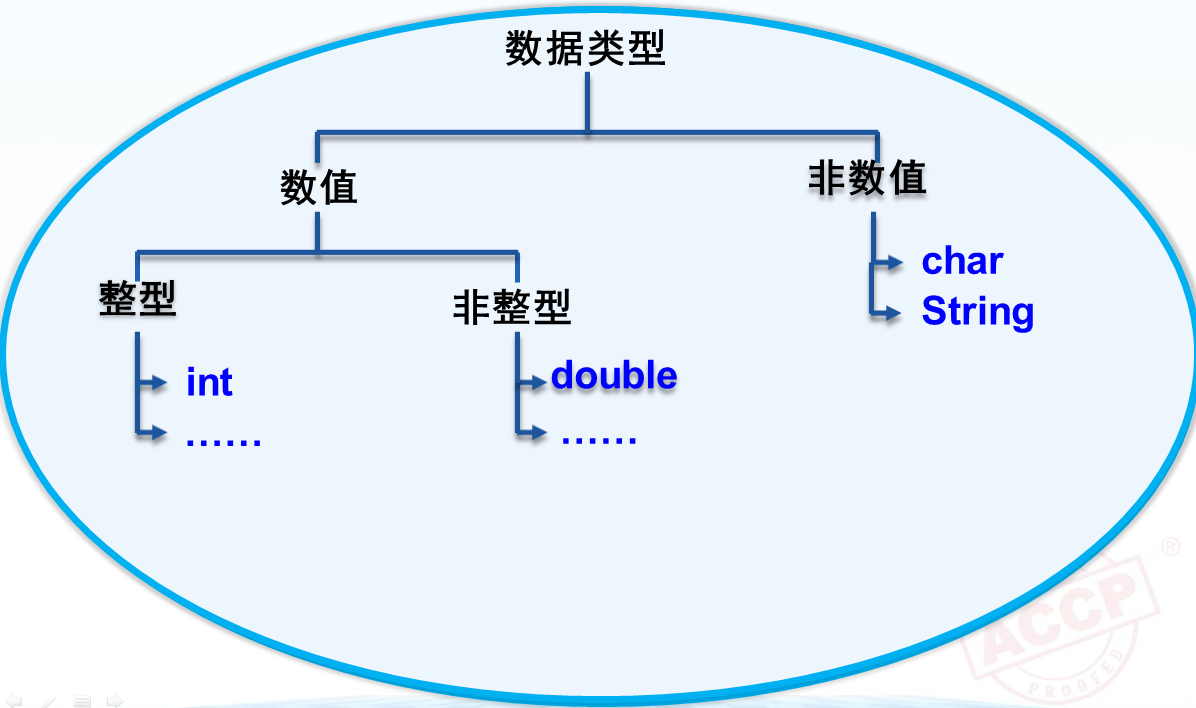 数据类型
数值
非数值
整型
非整型
char
String
int
double
……
……
ACCP
PROOFED
®